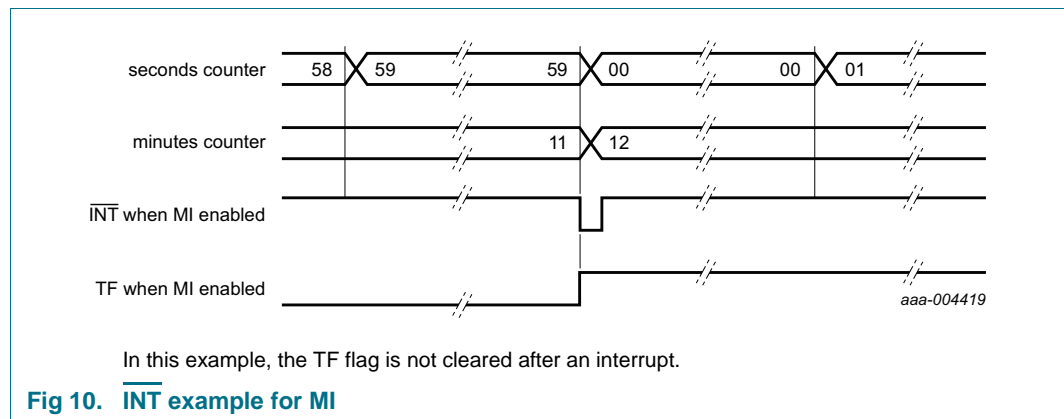 seconds counter 58 59 59 00 00 01
minutes counter 11 12
INT when MI enabled
TF when MI enabled
aaa-004419
In this example, the TF flag is not cleared after an interrupt.
Fig 10. INT example for MI